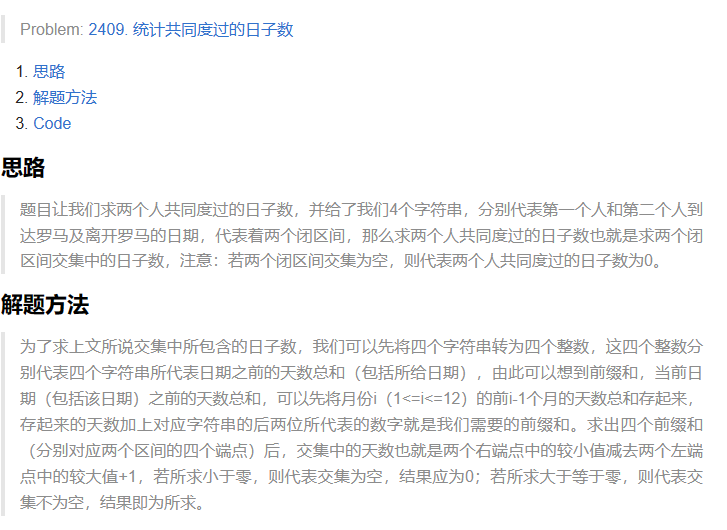 Problem: 2409. 统计共同度过的日子数
1. 思路
2. 解题方法
3. Code
思路
题目让我们求两个人共同度过的日子数，并给了我们4个字符串，分别代表第一个人和第二个人到
达罗马及离开罗马的日期，代表着两个闭区间，那么求两个人共同度过的日子数也就是求两个闭
区间交集中的日子数，注意：若两个闭区间交集为空，则代表两个人共同度过的日子数为0。
解题方法
为了求上文所说交集中所包含的日子数，我们可以先将四个字符串转为四个整数，这四个整数分
别代表四个字符串所代表日期之前的天数总和（包括所给日期），由此可以想到前缀和，当前日
期（包括该日期）之前的天数总和，可以先将月份i（1<=i<=12）的前i-1个月的天数总和存起来，
存起来的天数加上对应字符串的后两位所代表的数字就是我们需要的前缀和。求出四个前缀和
（分别对应两个区间的四个端点）后，交集中的天数也就是两个右端点中的较小值减去两个左端
点中的较大值+1，若所求小于零，则代表交集为空，结果应为0；若所求大于等于零，则代表交
集不为空，结果即为所求。